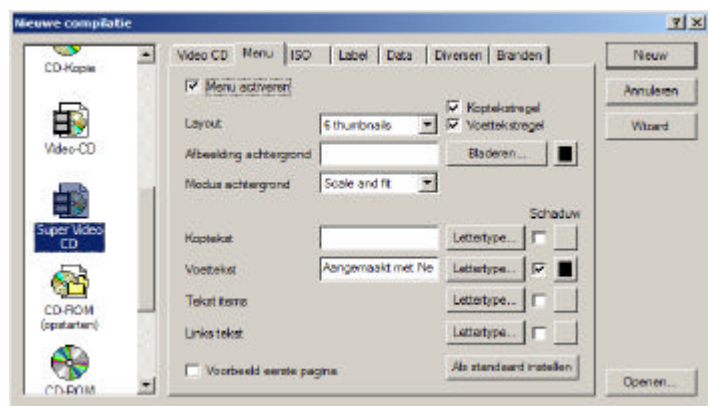 Nieuwe compilatie
CD-Kopie
Video-CD
Super Video CD
CD-ROM (opstarten)
CD-ROM
Video CD Menu ISO Label Data Diversen Branden
Menu activeren
Koptekstregel
Layout 6 thumbnails Voettekstregel
Afbeelding achtergrond Bladeren...
Modus achtergrond Scale and fit
Schaduw
Koptekst Lettertype...
Voettekst Aangemaakt met Ne Lettertype...
Tekst items Lettertype...
Links tekst Lettertype...
Voorbeeld eerste pagina Als standaard instellen
Nieuw
Annuleren
Wizard
Openen...